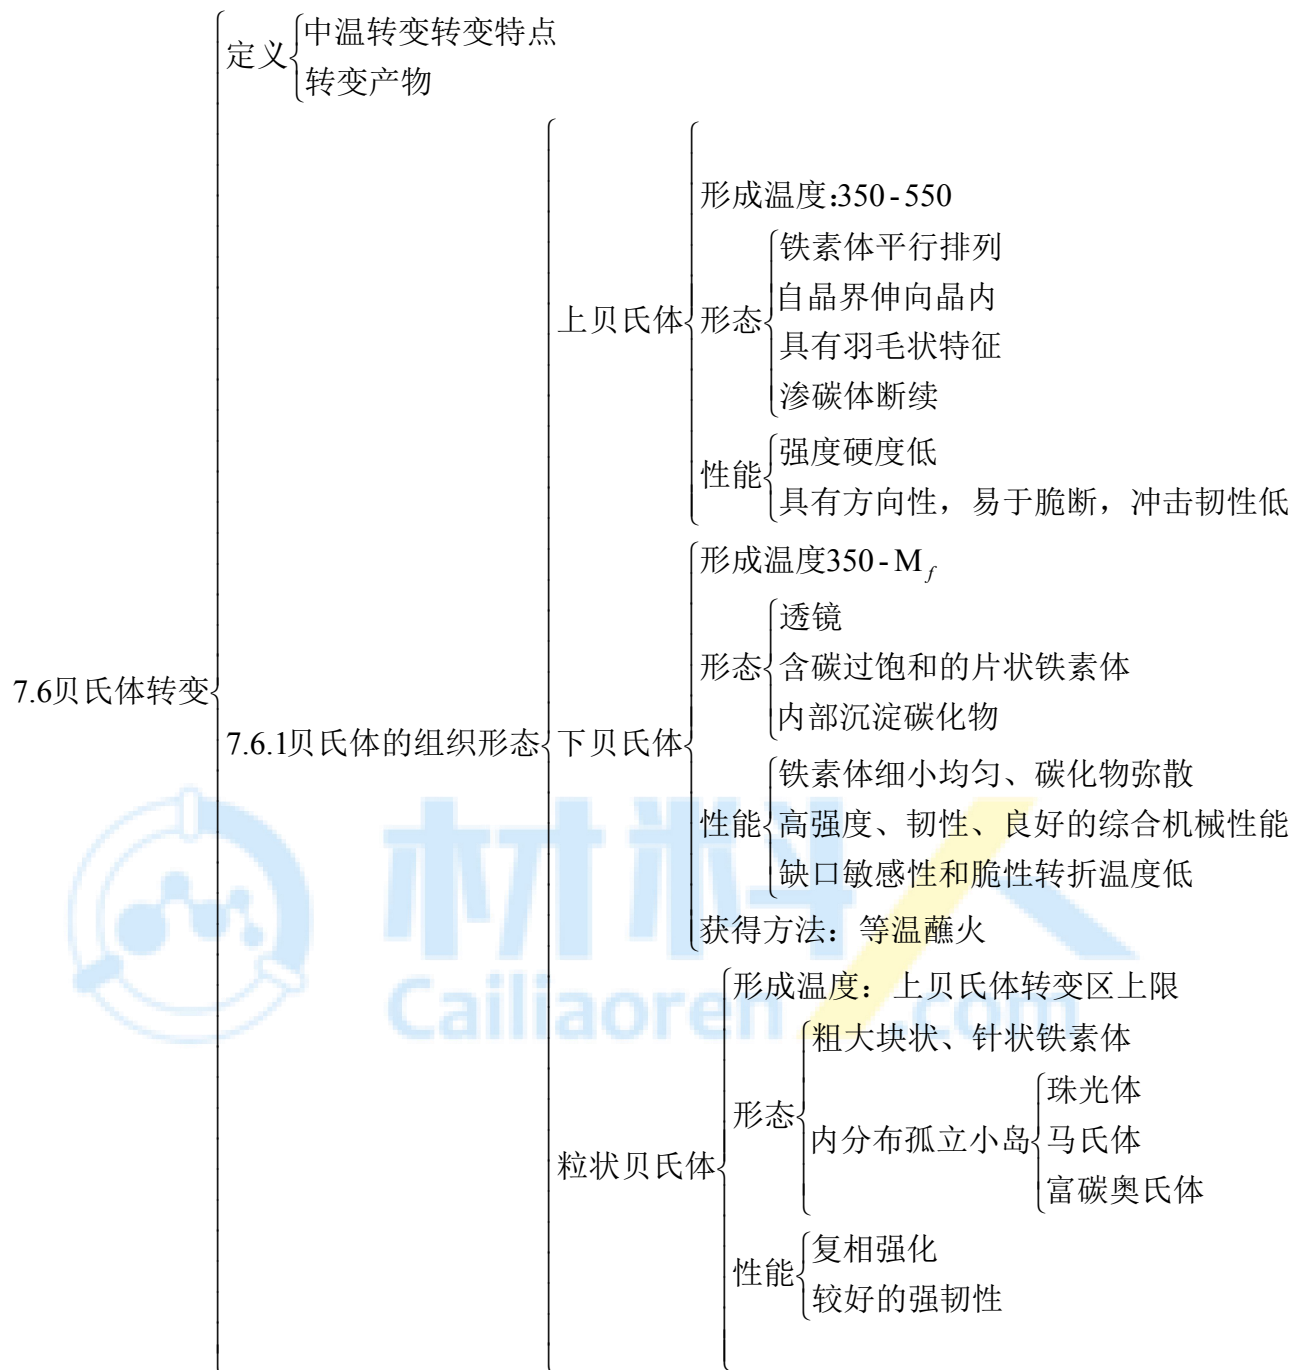 定义
中温转变转变特点
转变产物
形成温度:350-550
铁素体平行排列
自晶界伸向晶内
上贝氏体
形态
具有羽毛状特征
渗碳体断续
强度硬度低
性能
具有方向性，易于脆断，冲击韧性低
形成温度350-Mf
透镜
形态
含碳过饱和的片状铁素体
7.6贝氏体转变
内部沉淀碳化物
7.6.1贝氏体的组织形态
下贝氏体
铁素体细小均匀、碳化物弥散
性能
高强度、韧性、良好的综合机械性能
缺口敏感性和脆性转折温度低
获得方法：等温蘸火
形成温度：上贝氏体转变区上限
粗大块状、针状铁素体
珠光体
形态
内分布孤立小岛
马氏体
粒状贝氏体
富碳奥氏体
复相强化
性能
较好的强韧性
材料人
Cailiaoren.com